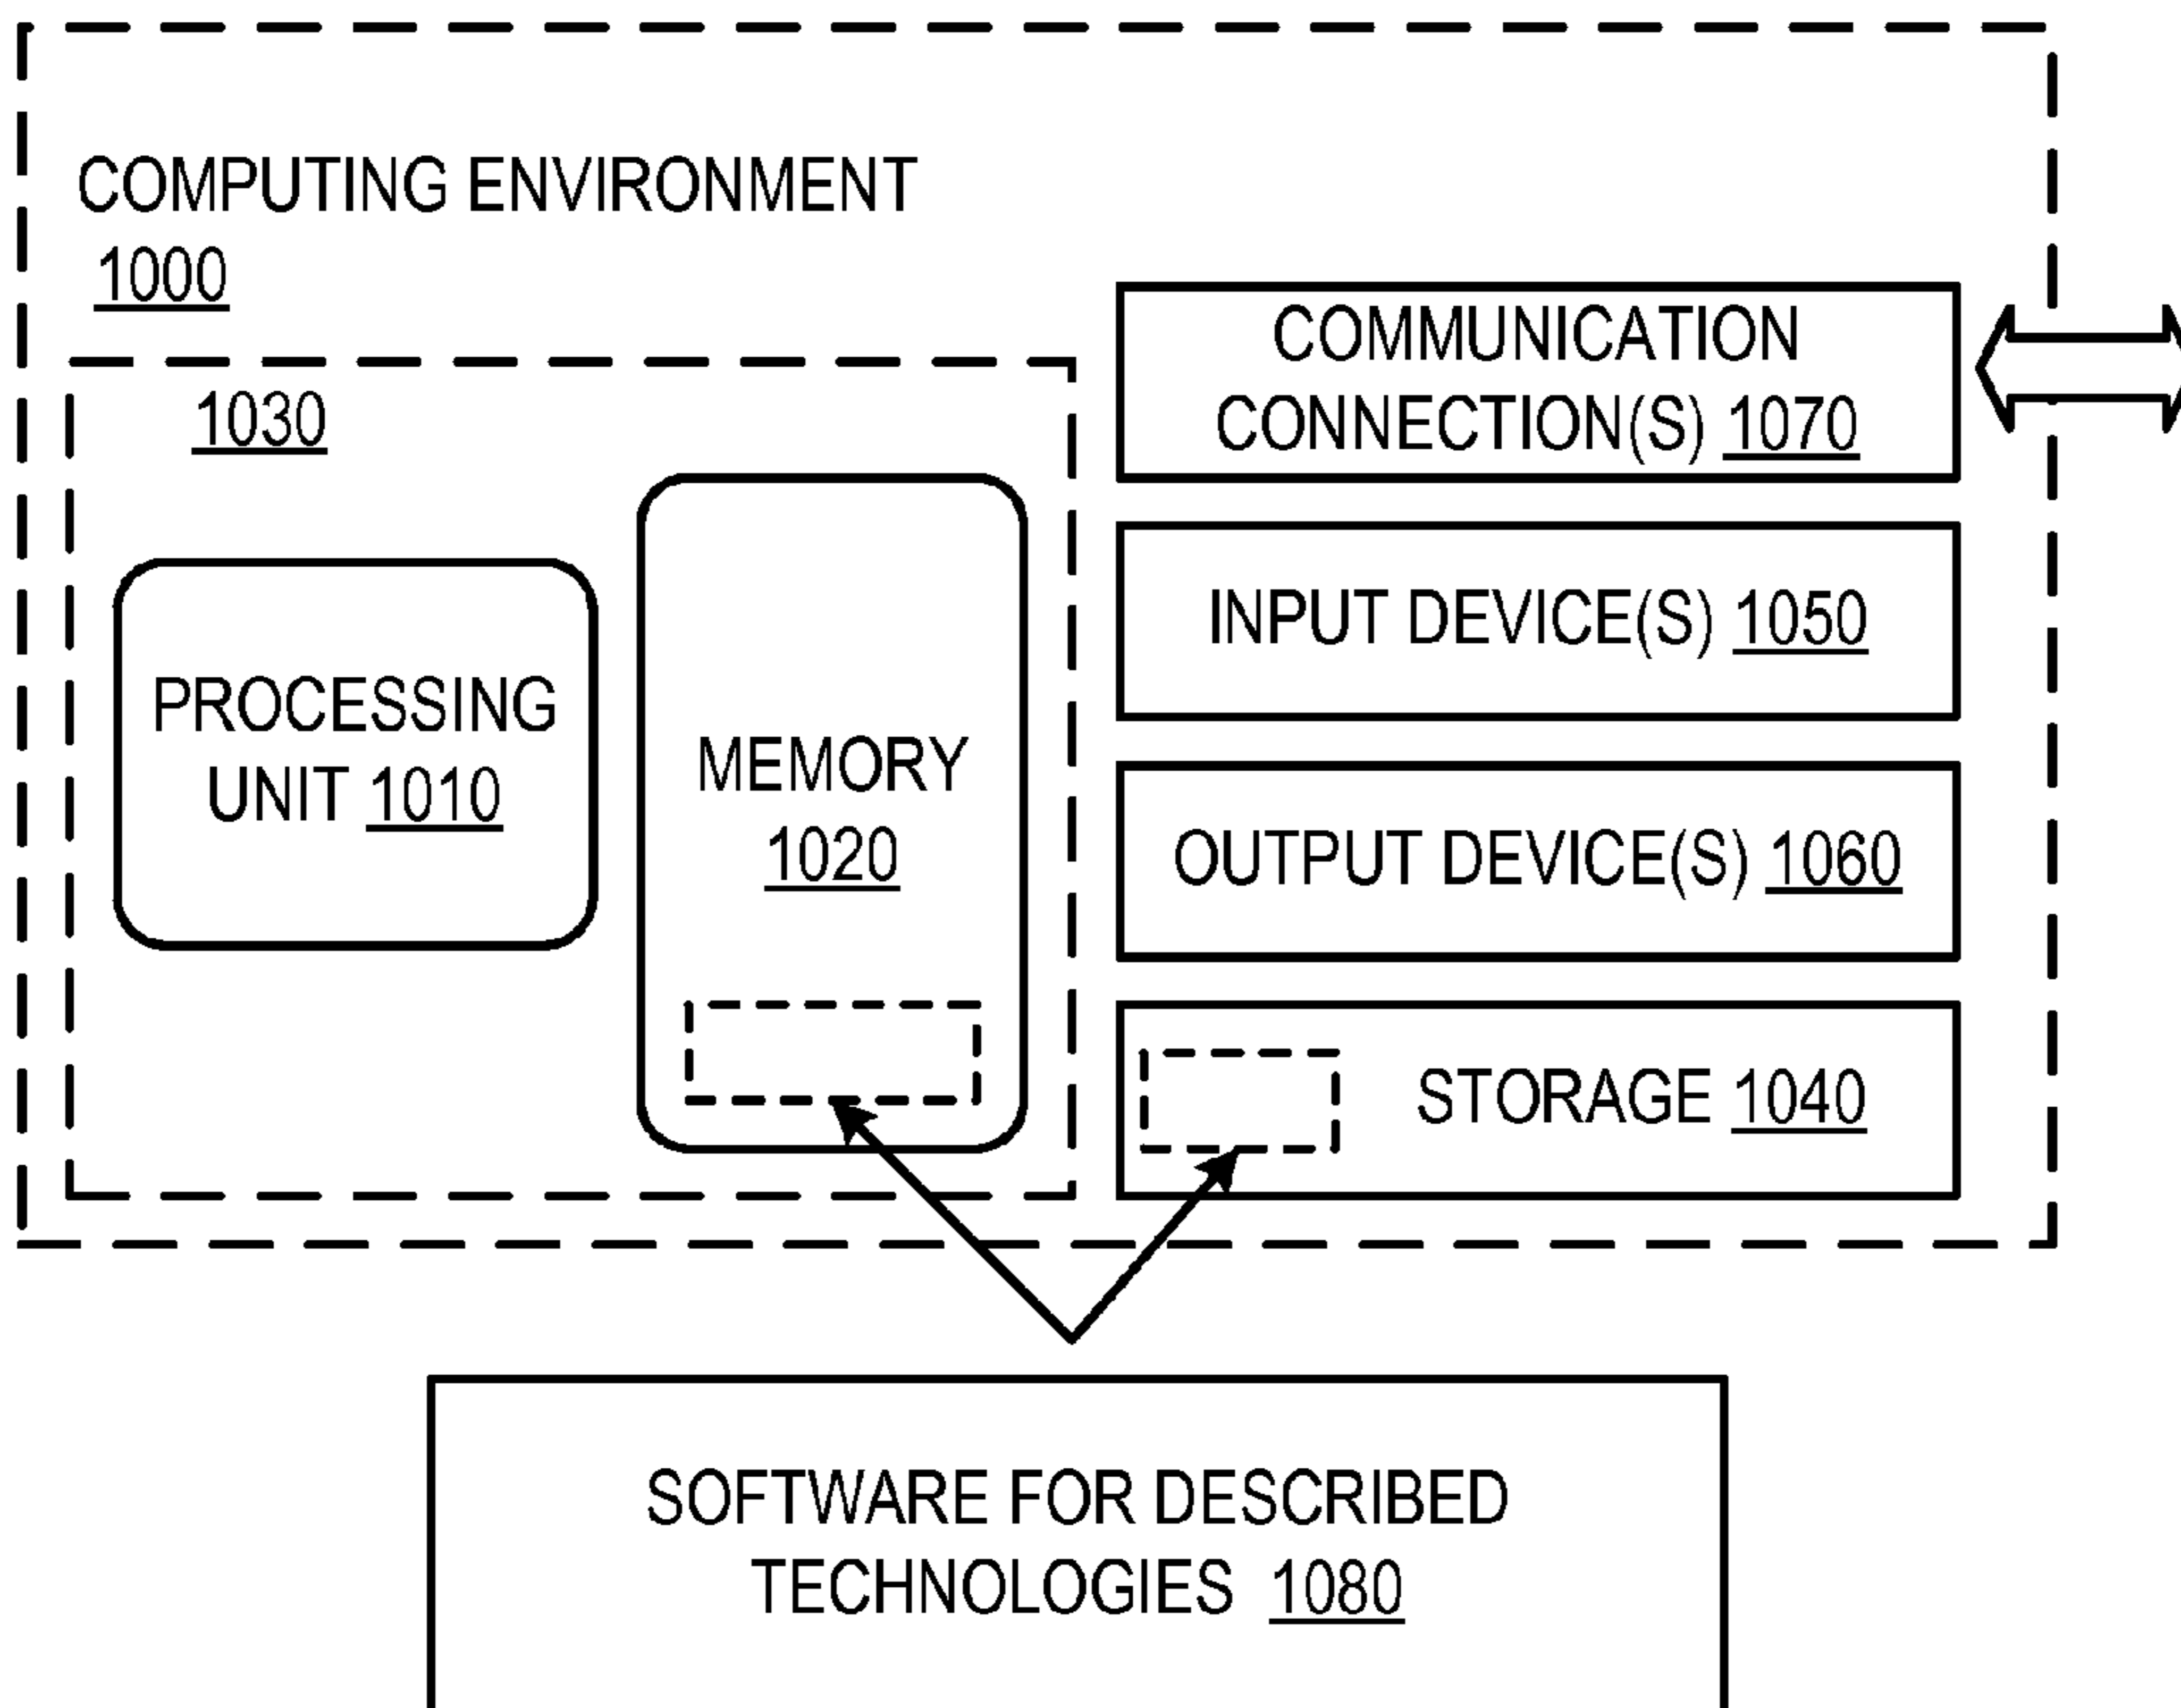 COMPUTING ENVIRONMENT
1000
1030
PROCESSING
UNIT 1010
MEMORY
1020
COMMUNICATION
CONNECTION(S) 1070
INPUT DEVICE(S) 1050
OUTPUT DEVICE(S) 1060
STORAGE 1040
SOFTWARE FOR DESCRIBED
TECHNOLOGIES 1080